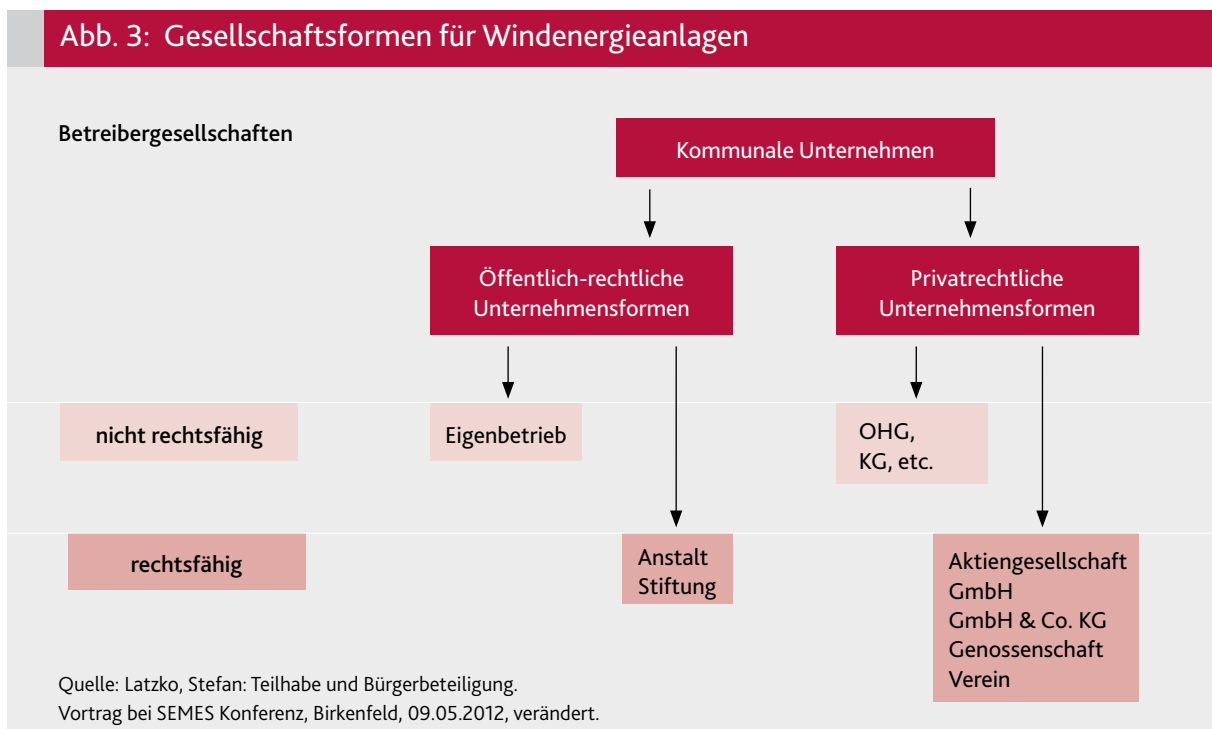 Abb. 3: Gesellschaftsformen für Windenergieanlagen
Betreibergesellschaften
Kommunale Unternehmen
Öffentlich-rechtliche
Unternehmensformen
Privatrechtliche
Unternehmensformen
nicht rechtsfähig
Eigenbetrieb
OHG,
KG, etc.
rechtsfähig
Anstalt
Stiftung
Aktiengesellschaft
GmbH
GmbH & Co. KG
Genossenschaft
Verein
Quelle: Latzko, Stefan: Teilhabe und Bürgerbeteiligung.
Vortrag bei SEMES Konferenz, Birkenfeld, 09.05.2012, verändert.